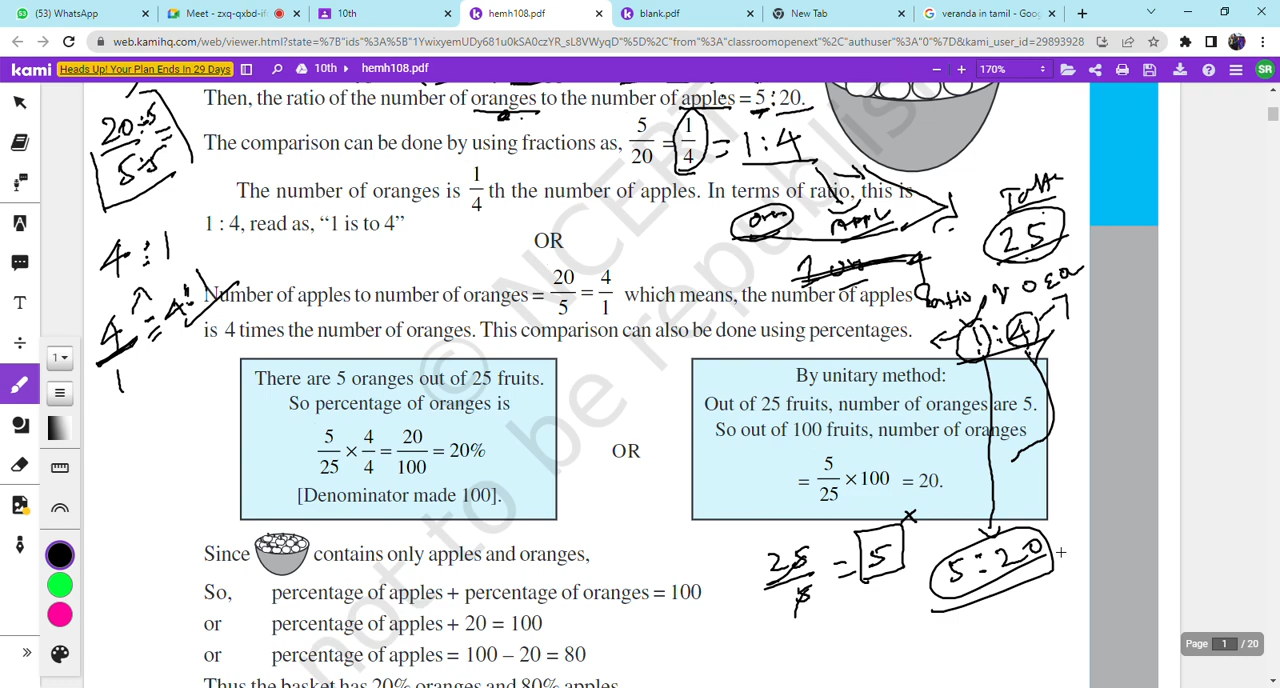 (53) WhatsApp
Meet - zxq-qxbd-if
10th
hemh108.pdf
blank.pdf
New Tab
veranda in tamil - Goog
web.kamihq.com/web/viewer.html?state=%7B"ids"%3A%5B"1YwixyemUDy681u0kSA0czYR_sL8VWyqD"%5D%2C"from"%3A"classroomopenext"%2C"authuser"%3A"0"%7D&kami_user_id=29893928
kami
Heads Up! Your Plan Ends In 29 Days
10th
hemh108.pdf
170%
SR
Then, the ratio of the number of oranges to the number of apples = 5 : 20.
20÷5
5÷5
The comparison can be done by using fractions as, 5/20 = 1/4 = 1:4
The number of oranges is 1/4 th the number of apples. In terms of ratio, this is
1 : 4, read as, “1 is to 4”
Total
25
4:1
OR
Number of apples to number of oranges = 20/5 = 4/1 which means, the number of apples
ratio
1:4
4/1 = 4
is 4 times the number of oranges. This comparison can also be done using percentages.
There are 5 oranges out of 25 fruits.
So percentage of oranges is
5/25 × 4/4 = 20/100 = 20%
[Denominator made 100].
OR
By unitary method:
Out of 25 fruits, number of oranges are 5.
So out of 100 fruits, number of oranges
= 5/25 × 100 = 20.
25/5 = 5
5:20
Since contains only apples and oranges,
So, percentage of apples + percentage of oranges = 100
or percentage of apples + 20 = 100
or percentage of apples = 100 – 20 = 80
Thus the basket has 20% oranges and 80% apples
© NCERT
not to be republish
Page 1 / 20